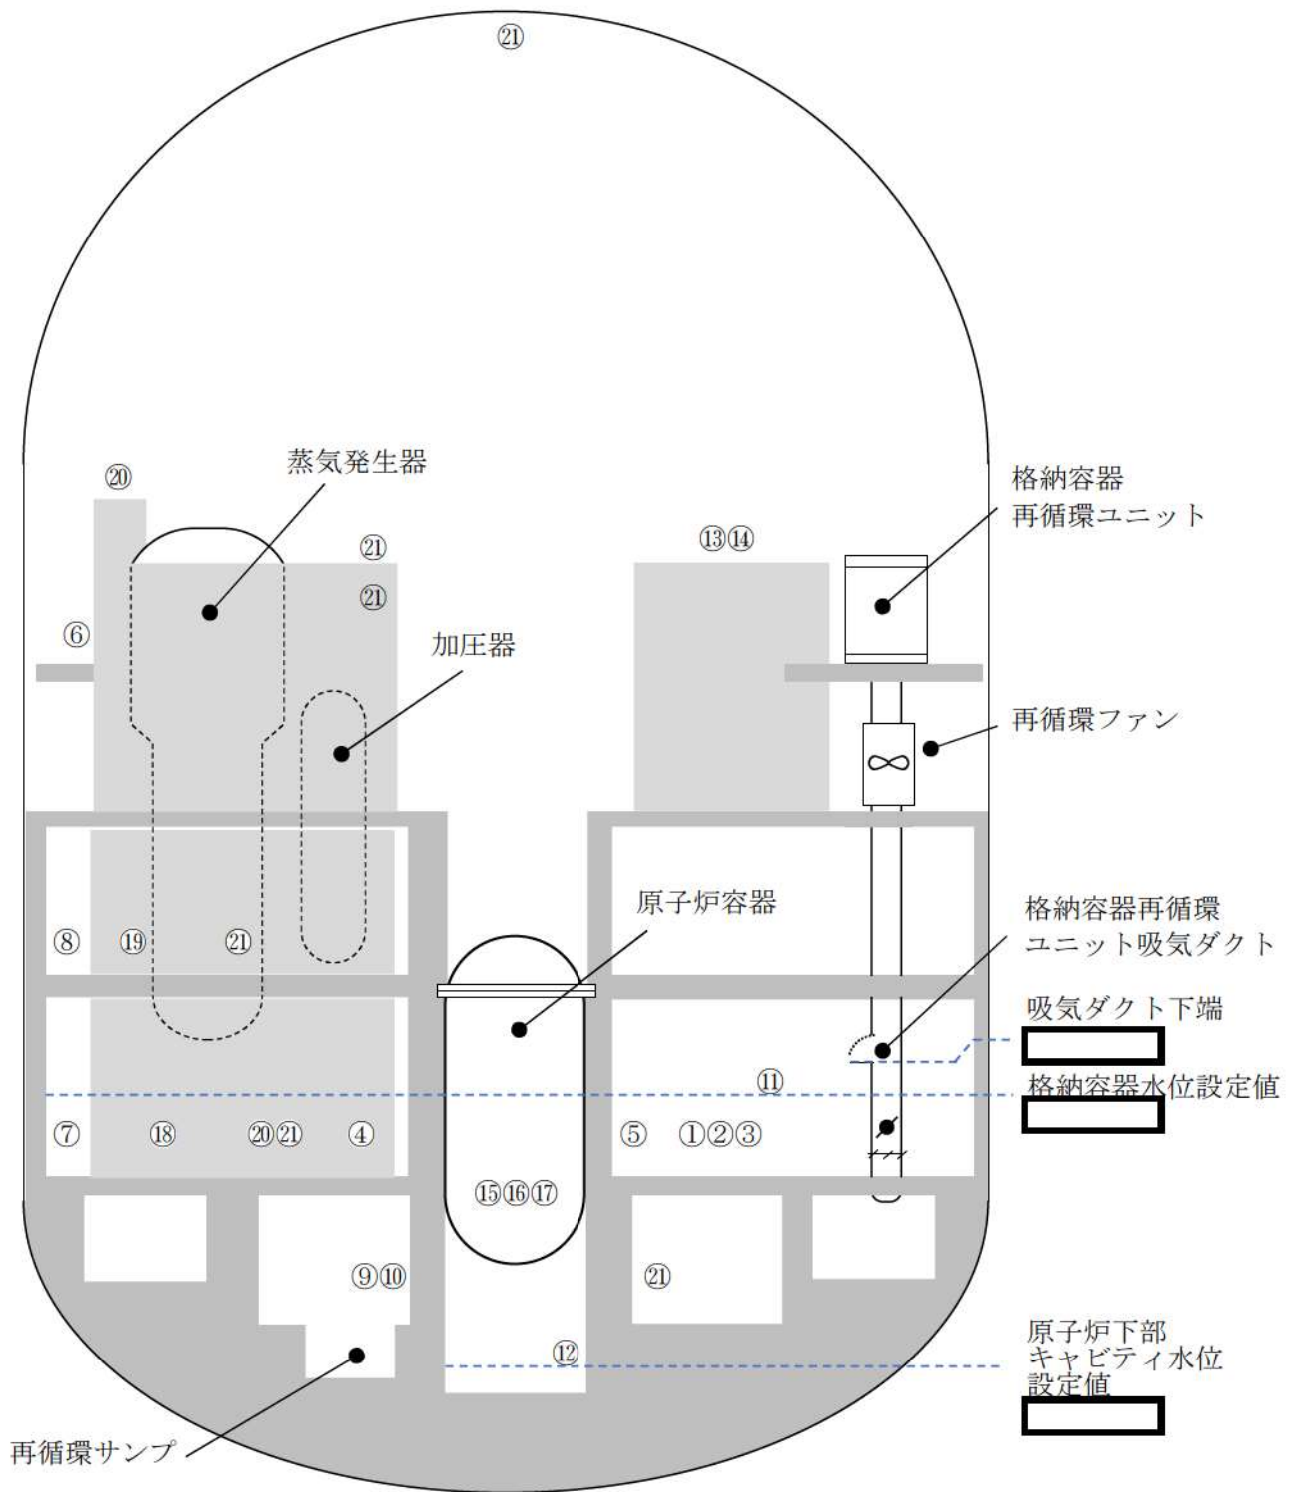 ㉑
蒸気発生器
格納容器
再循環ユニット
⑳
⑬⑭
㉑
㉑
⑥
加圧器
再循環ファン
原子炉容器
格納容器再循環
ユニット吸気ダクト
⑧
⑲
㉑
吸気ダクト下端
⑪
格納容器水位設定値
⑦
⑱
⑳㉑
④
⑤
①②③
⑮⑯⑰
⑨⑩
㉑
⑫
原子炉下部
キャビティ水位
設定値
再循環サンプ